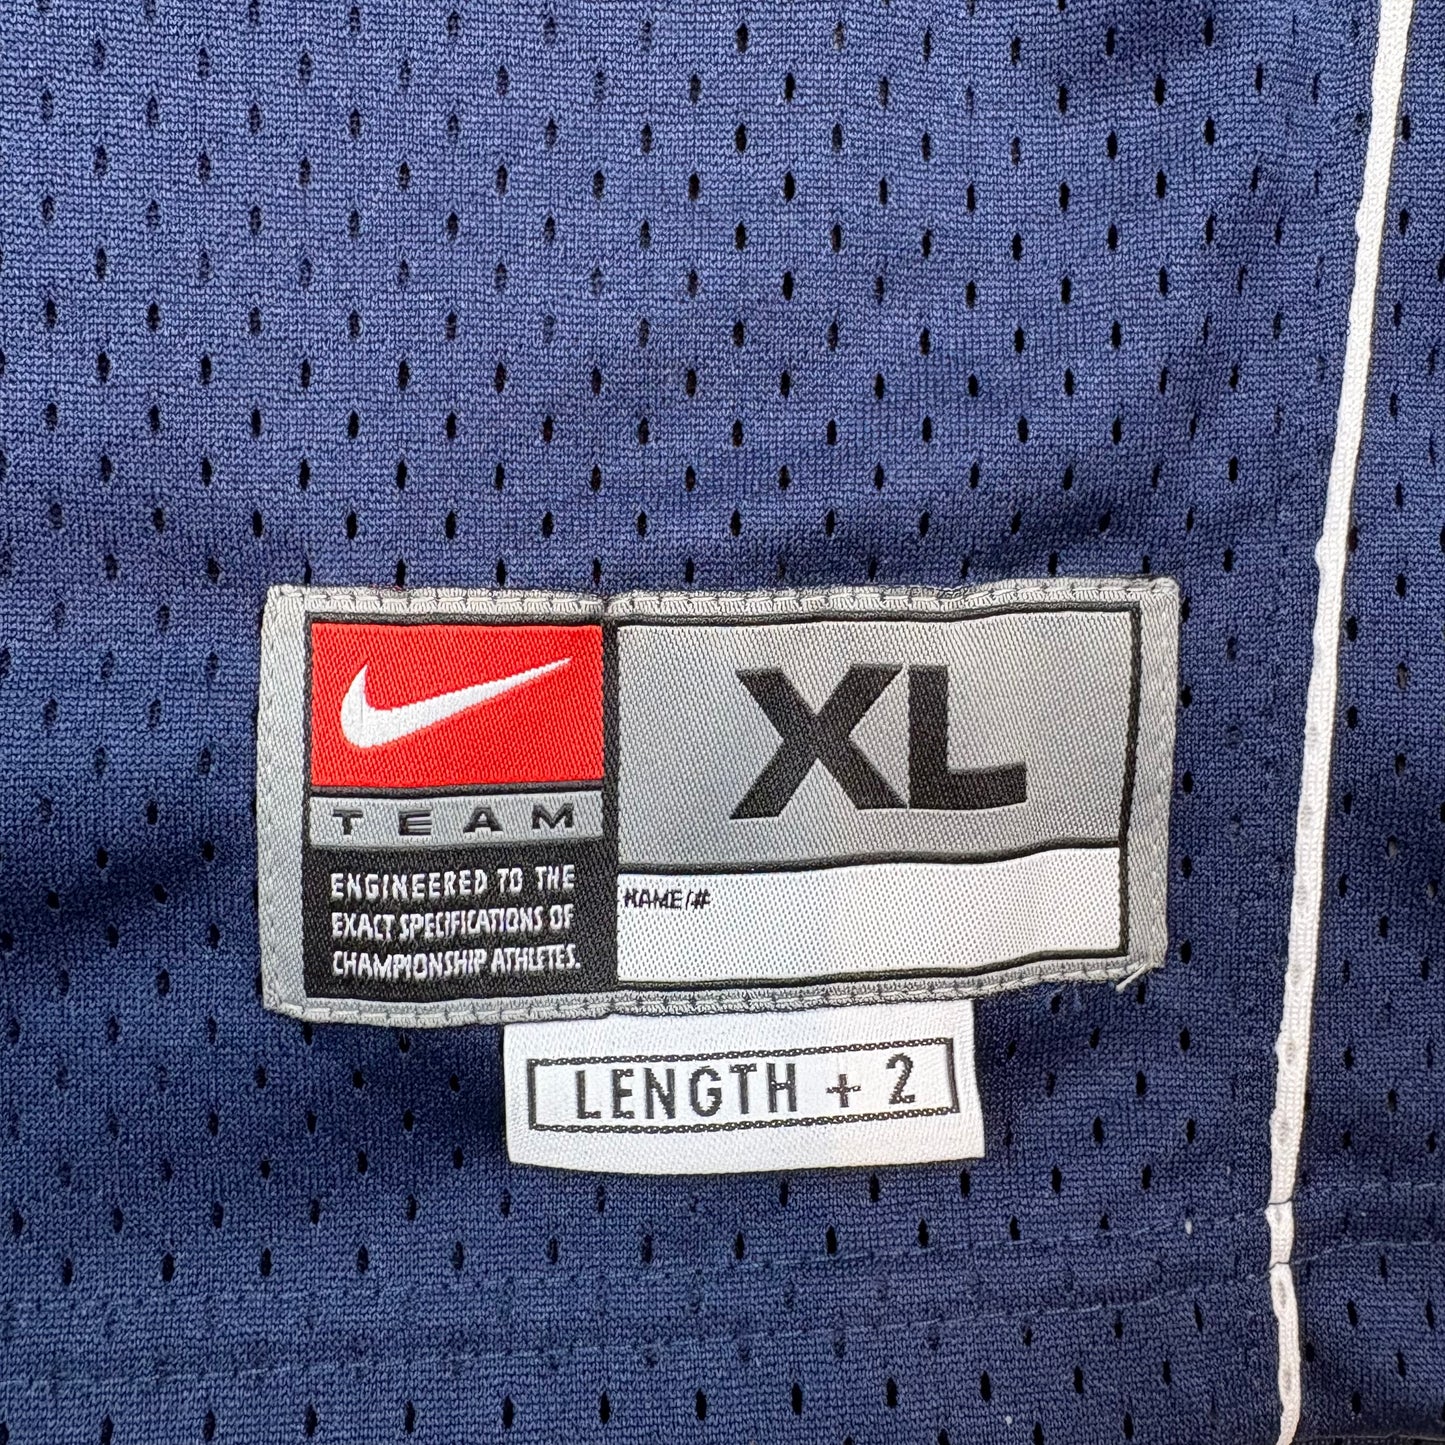 TEAM
ENGINEERED TO THE
EXACT SPECIFICATIONS OF
CHAMPIONSHIP ATHLETES.
XL
NAME/#
LENGTH + 2